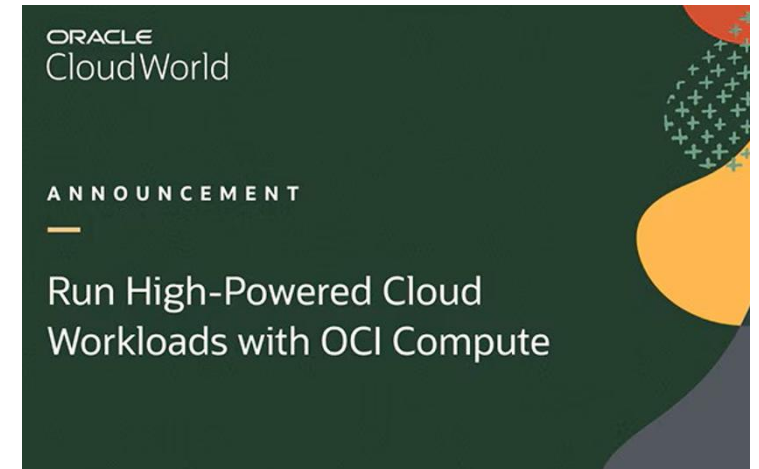 ORACLE
CloudWorld
ANNOUNCEMENT
Run High-Powered Cloud
Workloads with OCI Compute